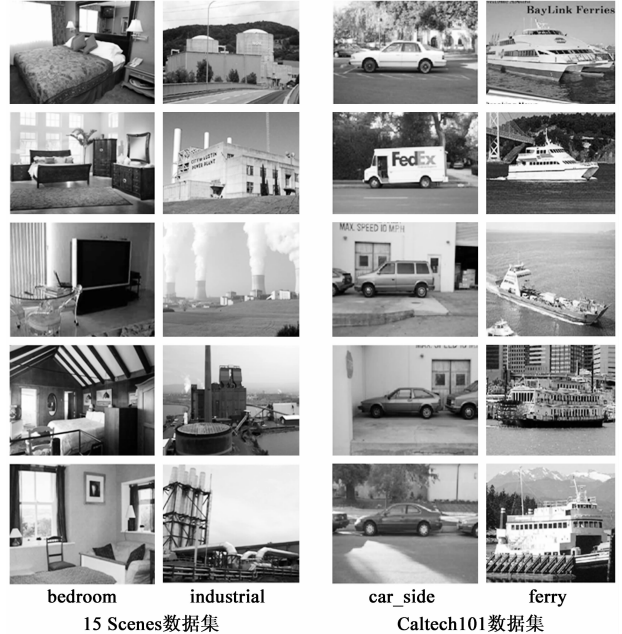 BayLink Ferries
FedEx
MAX. SPEED 10 MPH
bedroom
industrial
car_side
ferry
15 Scenes数据集
Caltech101数据集